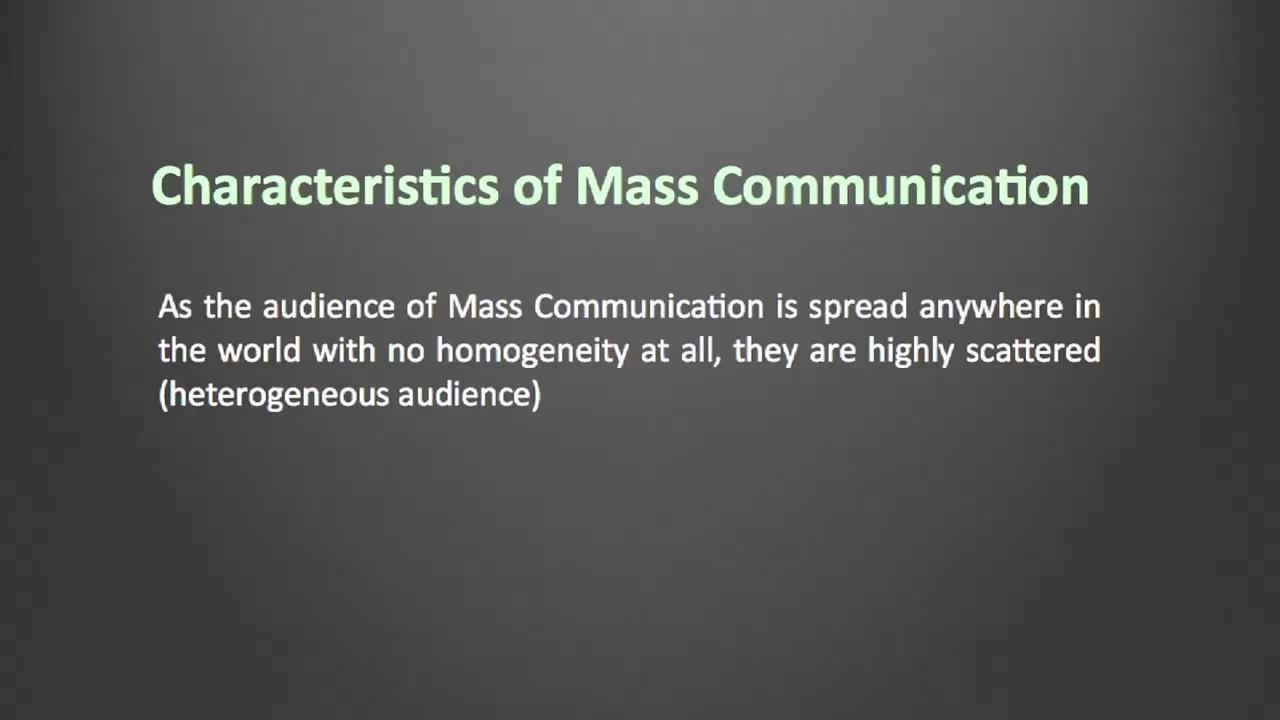 Characteristics of Mass Communication
As the audience of Mass Communication is spread anywhere in
the world with no homogeneity at all, they are highly scattered
(heterogeneous audience)